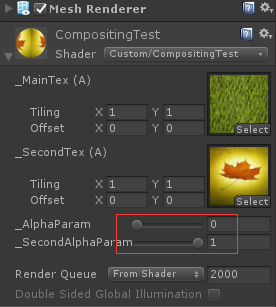 Mesh Renderer
CompositingTest
Shader Custom/CompositingTest
_MainTex (A)
Tiling X 1 Y 1
Offset X 0 Y 0
Select
_SecondTex (A)
Tiling X 1 Y 1
Offset X 0 Y 0
Select
_AlphaParam 0
_SecondAlphaParam 1
Render Queue From Shader 2000
Double Sided Global Illumination